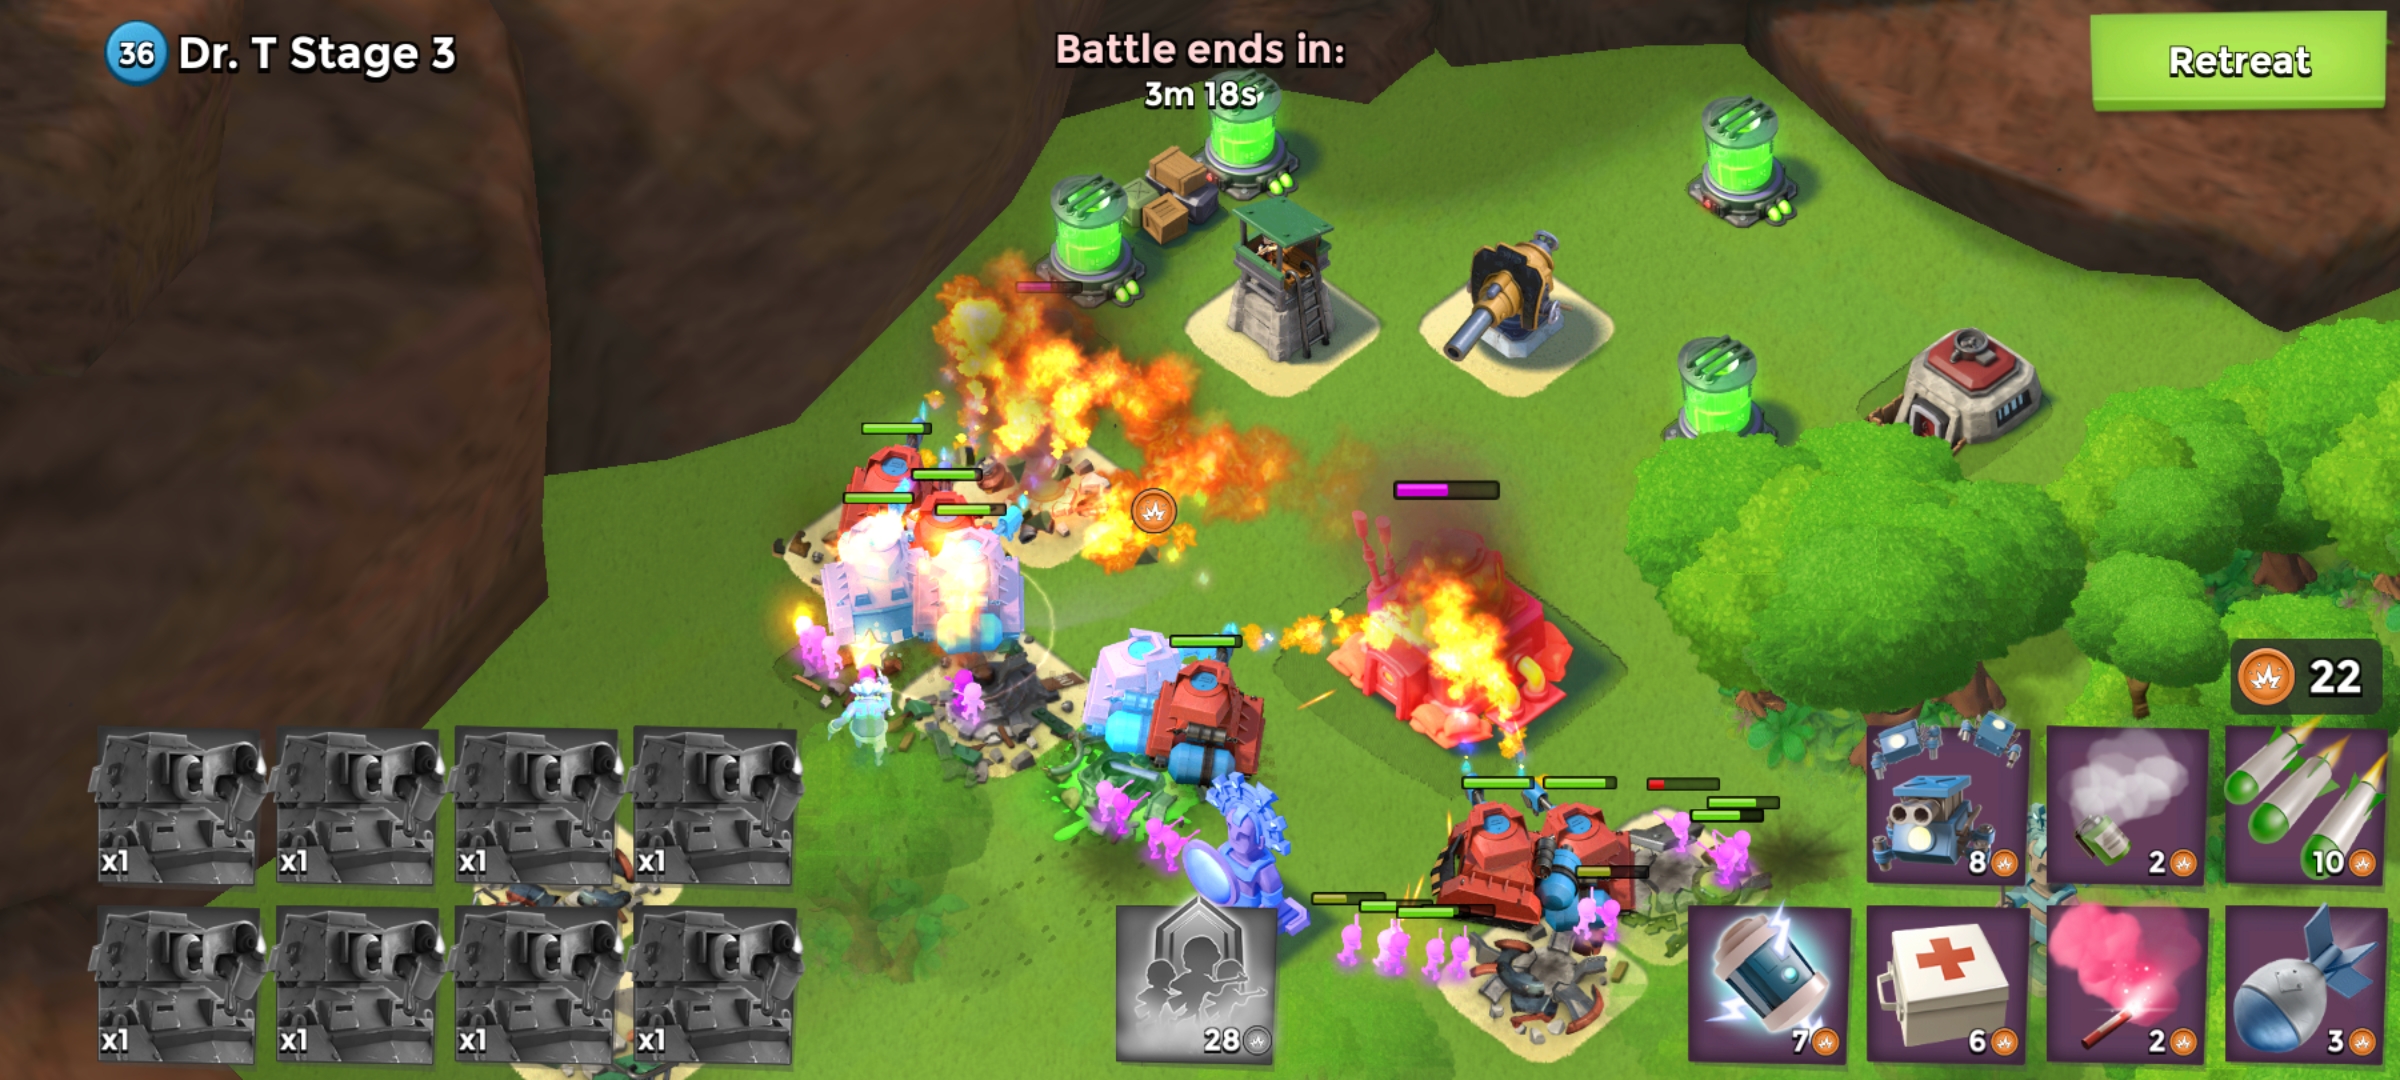 36 Dr. T Stage 3
Battle ends in:
3m 18s
Retreat
22
x1 x1 x1 x1
8 2 10
x1 x1 x1 x1
28 7 6 2 3